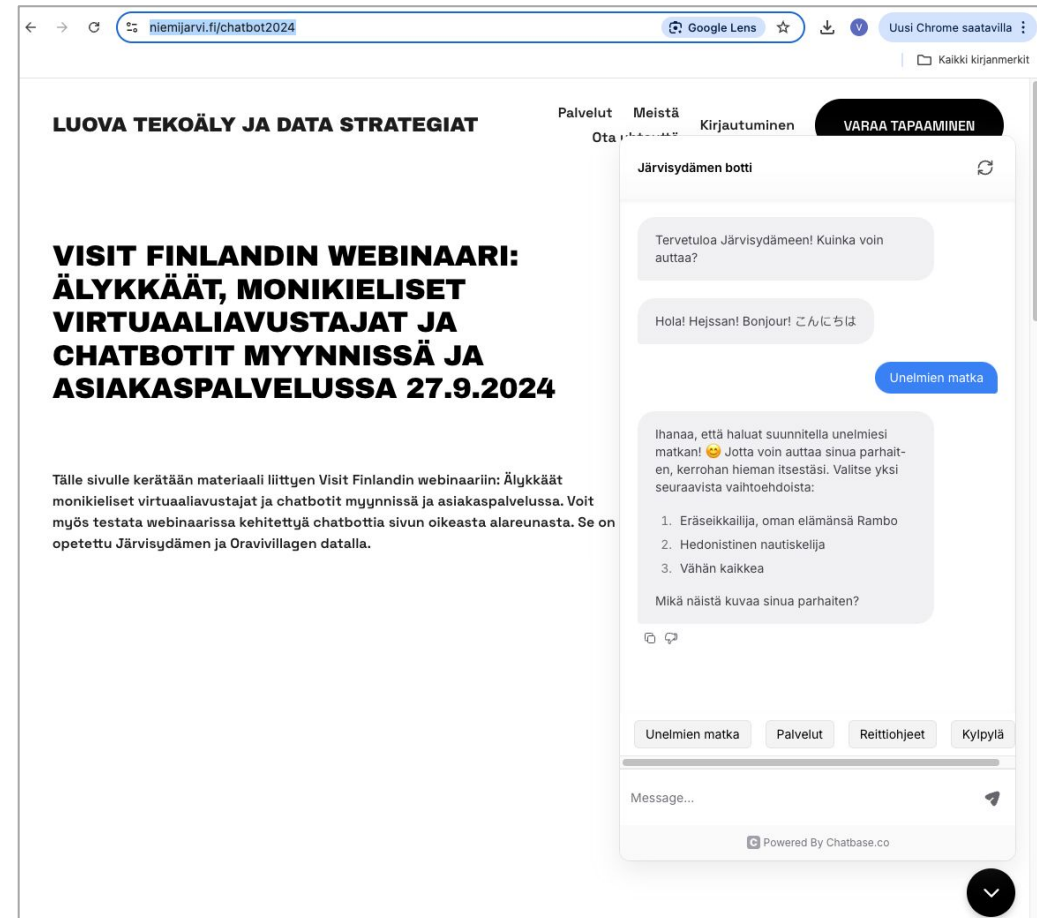 niemijarvi.fi/chatbot2024
Google Lens
V
Uusi Chrome saatavilla
Kaikki kirjanmerkit
LUOVA TEKOÄLY JA DATA STRATEGIAT
Palvelut Meistä
Ota
Kirjautuminen
VARAA TAPAAMINEN
VISIT FINLANDIN WEBINAARI:
ÄLYKKÄÄT, MONIKIELISET
VIRTUAALIAVUSTAJAT JA
CHATBOTIT MYYNNISSÄ JA
ASIAKASPALVELUSSA 27.9.2024
Tälle sivulle kerätään materiaali liittyen Visit Finlandin webinaariin: Älykkäät
monikieliset virtuaaliavustajat ja chatbotit myynnissä ja asiakaspalvelussa. Voit
myös testata webinaarissa kehitettyä chatbottia sivun oikeasta alareunasta. Se on
opetettu Järvisydämen ja Oravivillagen datalla.
Järvisydämen botti
Tervetuloa Järvisydämeen! Kuinka voin
auttaa?
Hola! Hejssan! Bonjour! こんにちは
Unelmien matka
Ihanaa, että haluat suunnitella unelmiesi
matkan! 😊 Jotta voin auttaa sinua parhait-
en, kerrohan hieman itsestäsi. Valitse yksi
seuraavista vaihtoehdoista:
1. Eräseikkailija, oman elämänsä Rambo
2. Hedonistinen nautiskelija
3. Vähän kaikkea
Mikä näistä kuvaa sinua parhaiten?
Unelmien matka
Palvelut
Reittiohjeet
Kylpylä
Message...
C Powered By Chatbase.co